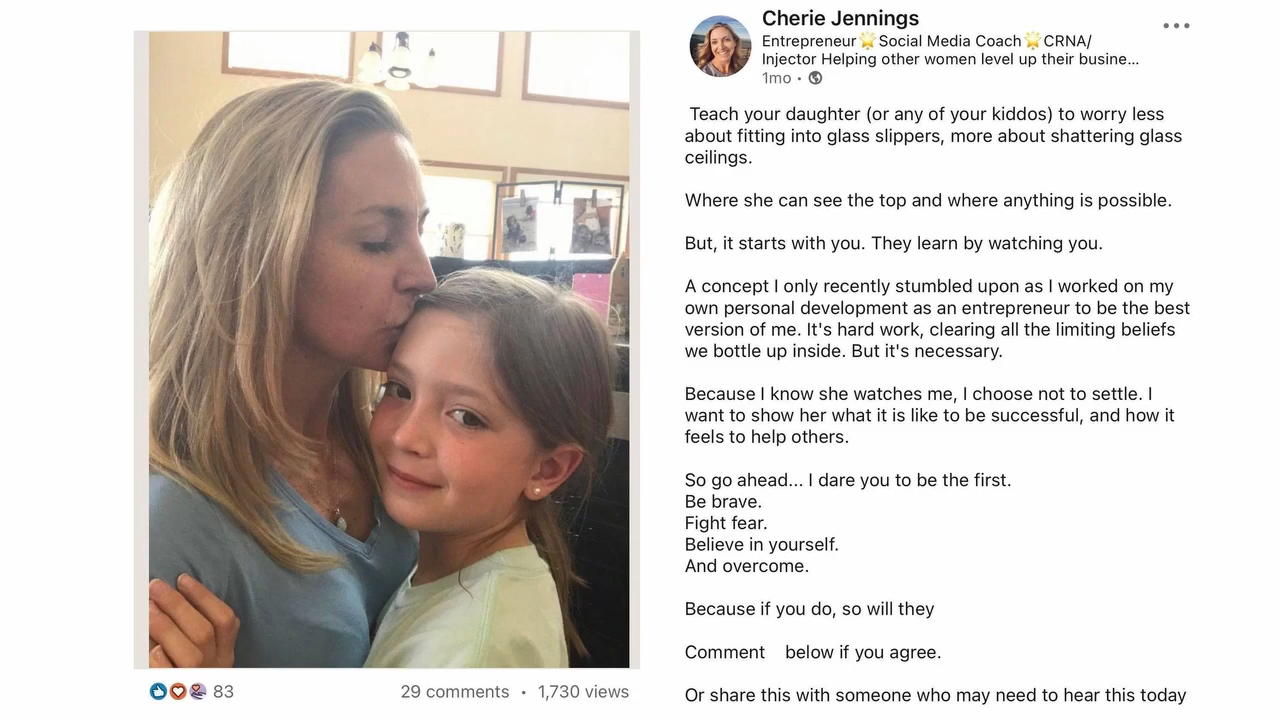 Cherie Jennings
Entrepreneur🌟Social Media Coach🌟CRNA/
Injector Helping other women level up their busine...
1mo •
Teach your daughter (or any of your kiddos) to worry less
about fitting into glass slippers, more about shattering glass
ceilings.
Where she can see the top and where anything is possible.
But, it starts with you. They learn by watching you.
A concept I only recently stumbled upon as I worked on my
own personal development as an entrepreneur to be the best
version of me. It's hard work, clearing all the limiting beliefs
we bottle up inside. But it's necessary.
Because I know she watches me, I choose not to settle. I
want to show her what it is like to be successful, and how it
feels to help others.
So go ahead... I dare you to be the first.
Be brave.
Fight fear.
Believe in yourself.
And overcome.
Because if you do, so will they
Comment below if you agree.
Or share this with someone who may need to hear this today
83
29 comments • 1,730 views